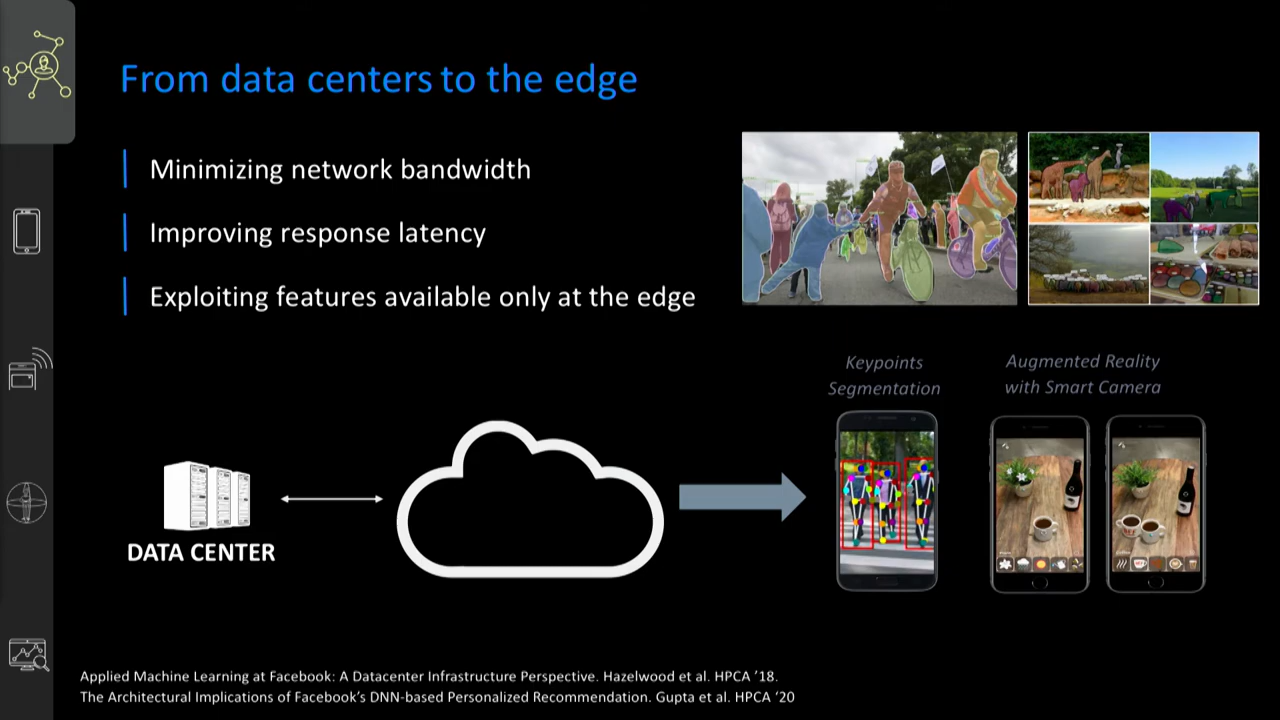 From data centers to the edge
Minimizing network bandwidth
Improving response latency
Exploiting features available only at the edge
Keypoints
Segmentation
Augmented Reality
with Smart Camera
DATA CENTER
Applied Machine Learning at Facebook: A Datacenter Infrastructure Perspective. Hazelwood et al. HPCA ’18.
The Architectural Implications of Facebook’s DNN-based Personalized Recommendation. Gupta et al. HPCA ‘20